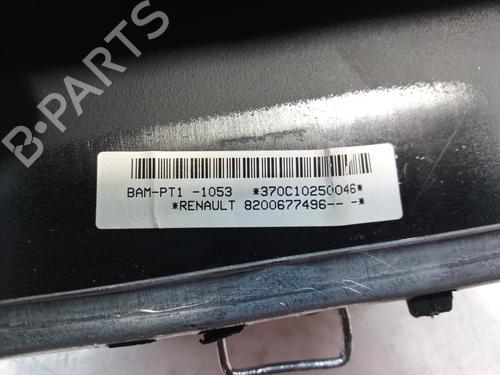 B-PARTS
BAM-PT1 -1053 *370C10250046*
*RENAULT 8200677496-- -*